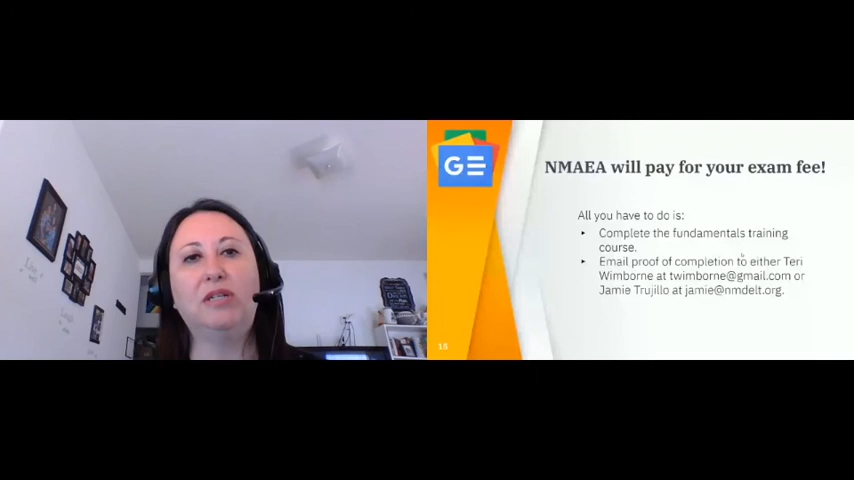 GE
NMAEA will pay for your exam fee!
All you have to do is:
‣ Complete the fundamentals training
course.
‣ Email proof of completion to either Teri
Wimborne at twimborne@gmail.com or
Jamie Trujillo at jamie@nmdelt.org.
15